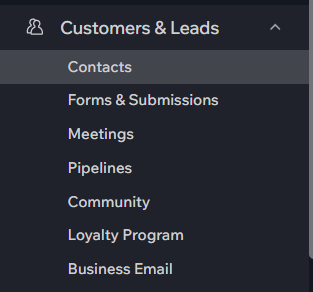 Customers & Leads
Contacts
Forms & Submissions
Meetings
Pipelines
Community
Loyalty Program
Business Email